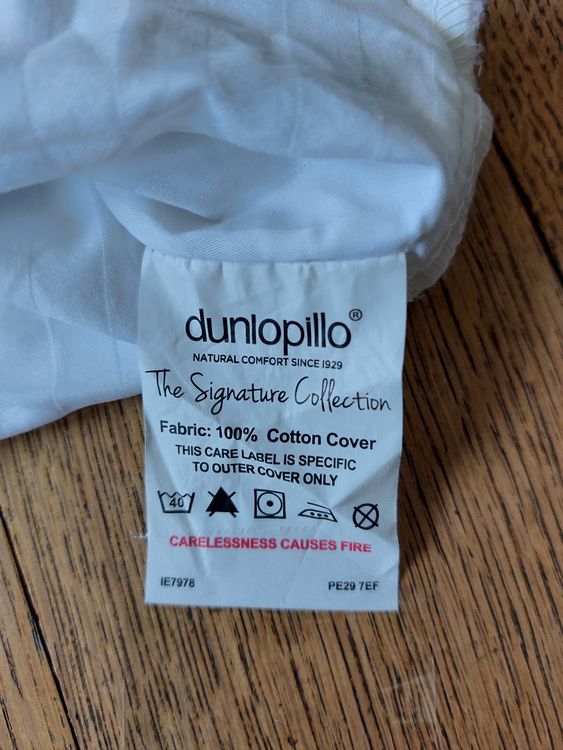 dunlopillo®
NATURAL COMFORT SINCE 1929
The Signature Collection
Fabric: 100% Cotton Cover
THIS CARE LABEL IS SPECIFIC
TO OUTER COVER ONLY
40
CARELESSNESS CAUSES FIRE
IE7978 PE29 7EF